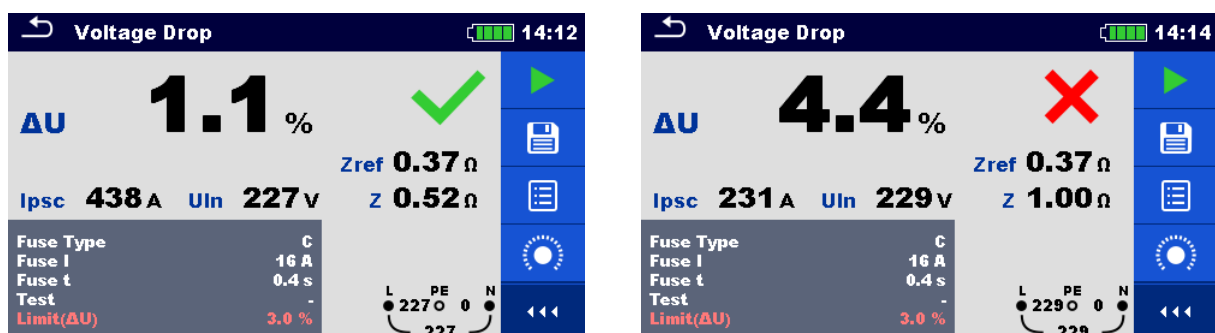 Voltage Drop 14:12
ΔU 1.1 %
Zref 0.37 Ω
Ipsc 438 A Uln 227 V Z 0.52 Ω
Fuse Type C
Fuse I 16 A
Fuse t 0.4 s
Test -
Limit(ΔU) 3.0 %
L PE N
227 0
227
Voltage Drop 14:14
ΔU 4.4 %
Zref 0.37 Ω
Ipsc 231 A Uln 229 V Z 1.00 Ω
Fuse Type C
Fuse I 16 A
Fuse t 0.4 s
Test -
Limit(ΔU) 3.0 %
L PE N
229 0
229